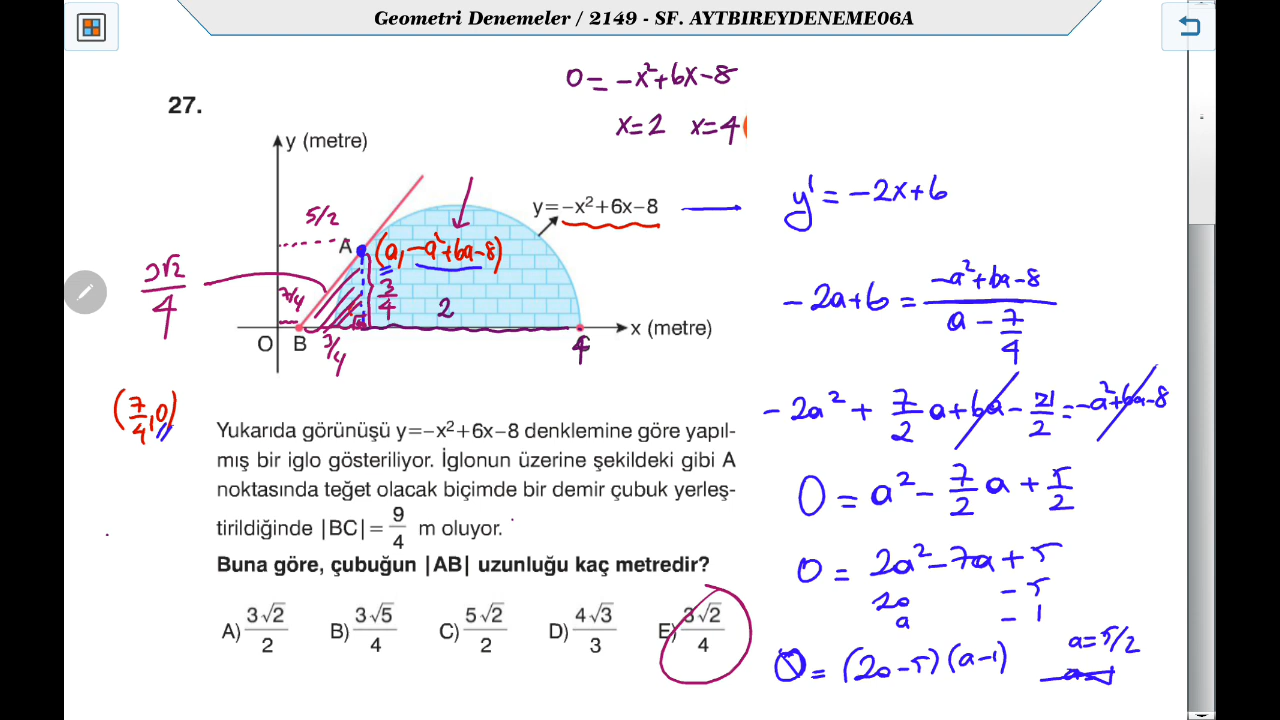 Geometri Denemeler / 2149 - SF. AYTBIREYDENEME06A
0 = -x²+6x-8
x=2 x=4
27.
y (metre)
5/2
y=-x²+6x-8
y' = -2x+6
A
(a, -a²+6a-8)
3√2/4
7/4
3/4
2
-2a+6 = (-a²+6a-8)/(a - 7/4)
x (metre)
O B 4
3/4
(7/4, 0)
-2a² + 7/2 a + 6a - 21/2 = -a²+6a-8
Yukarıda görünüşü y=-x²+6x-8 denklemine göre yapıl-
mış bir iglo gösteriliyor. İglonun üzerine şekildeki gibi A
noktasında teğet olacak biçimde bir demir çubuk yerleş-
tirildiğinde |BC|= 9/4 m oluyor.
0 = a² - 7/2 a + 5/2
Buna göre, çubuğun |AB| uzunluğu kaç metredir?
0 = 2a² - 7a + 5
2a -5
a -1
A) 3√2/2 B) 3√5/4 C) 5√2/2 D) 4√3/3 E) 3√2/4
0 = (2a-5)(a-1) a=5/2